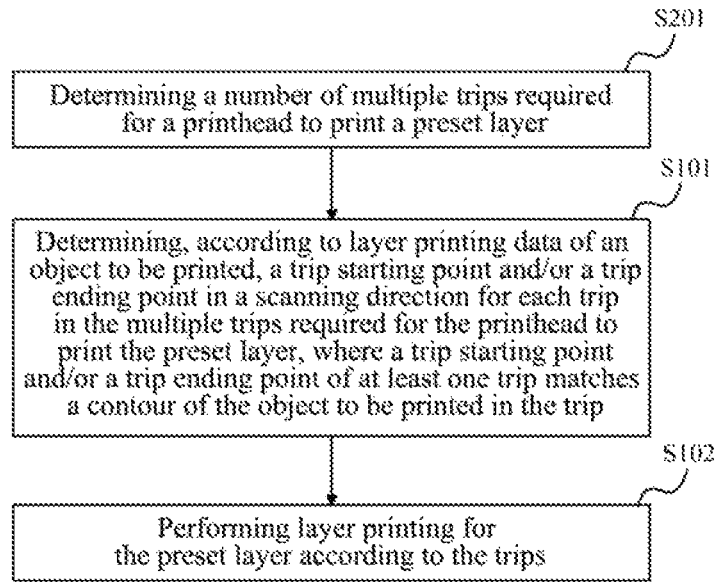 S201
Determining a number of multiple trips required
for a printhead to print a preset layer
S101
Determining, according to layer printing data of an
object to be printed, a trip starting point and/or a trip
ending point in a scanning direction for each trip
in the multiple trips required for the printhead to
print the preset layer, where a trip starting point
and/or a trip ending point of at least one trip matches
a contour of the object to be printed in the trip
S102
Performing layer printing for
the preset layer according to the trips